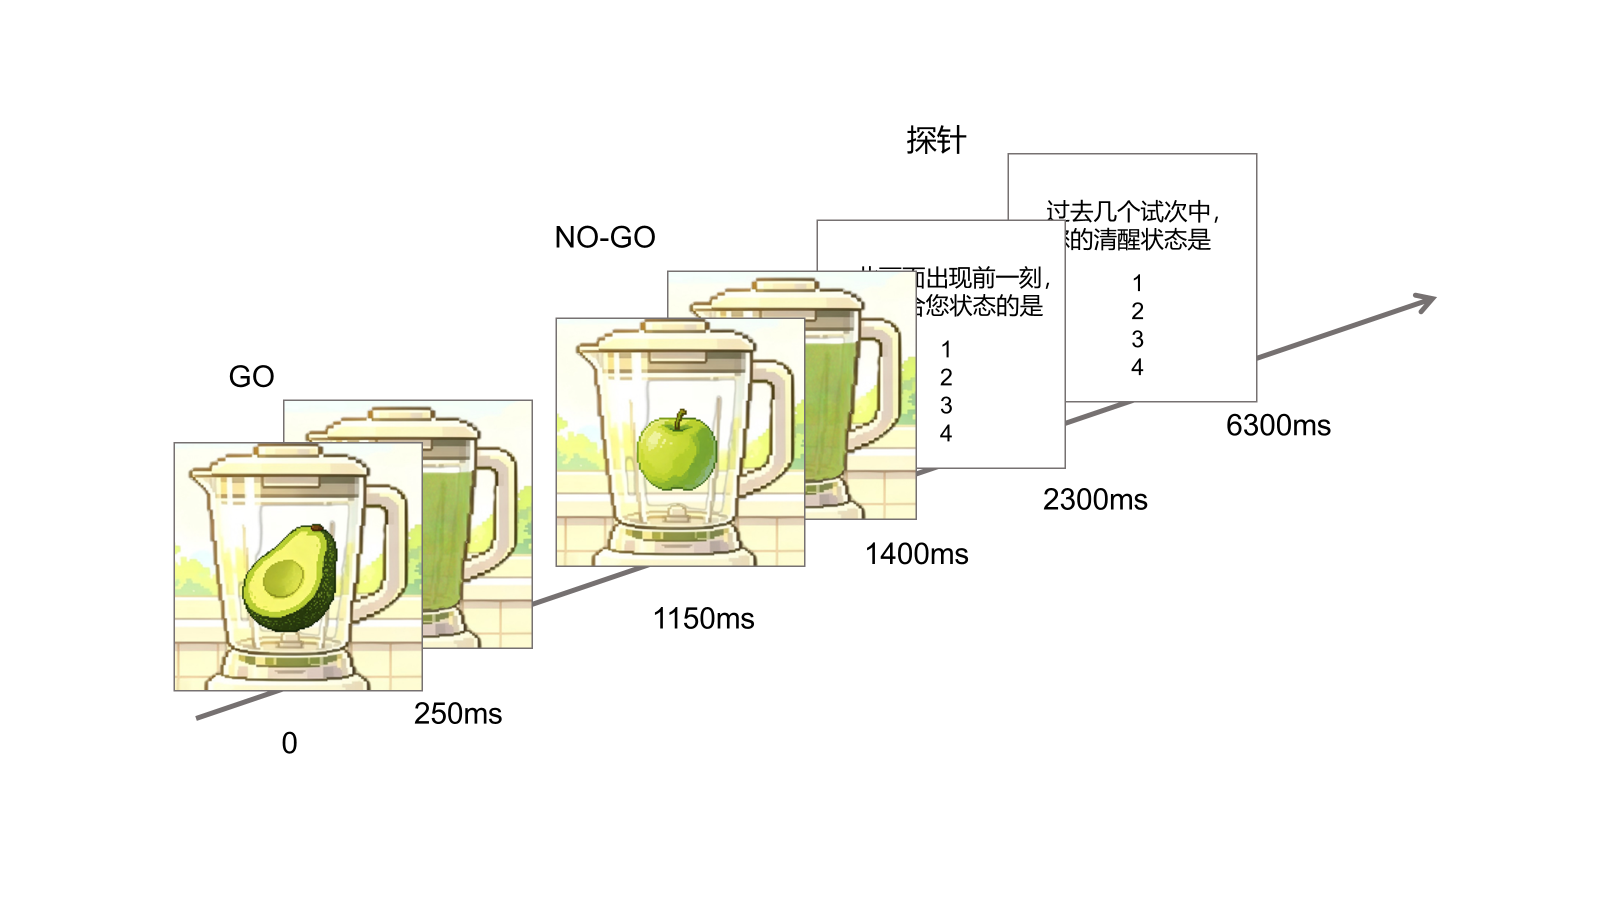 探针
过去几个试次中，
的清醒状态是
1
2
3
4
NO-GO
面出现前一刻，
您状态的是
1
2
3
4
GO
6300ms
2300ms
1400ms
1150ms
250ms
0